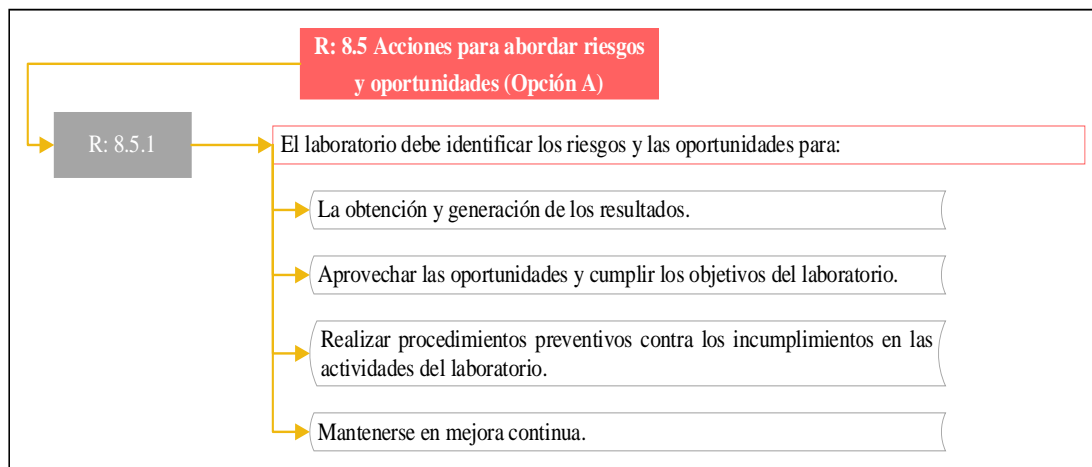 R: 8.5 Acciones para abordar riesgos
y oportunidades (Opción A)
R: 8.5.1
El laboratorio debe identificar los riesgos y las oportunidades para:
La obtención y generación de los resultados.
Aprovechar las oportunidades y cumplir los objetivos del laboratorio.
Realizar procedimientos preventivos contra los incumplimientos en las
actividades del laboratorio.
Mantenerse en mejora continua.